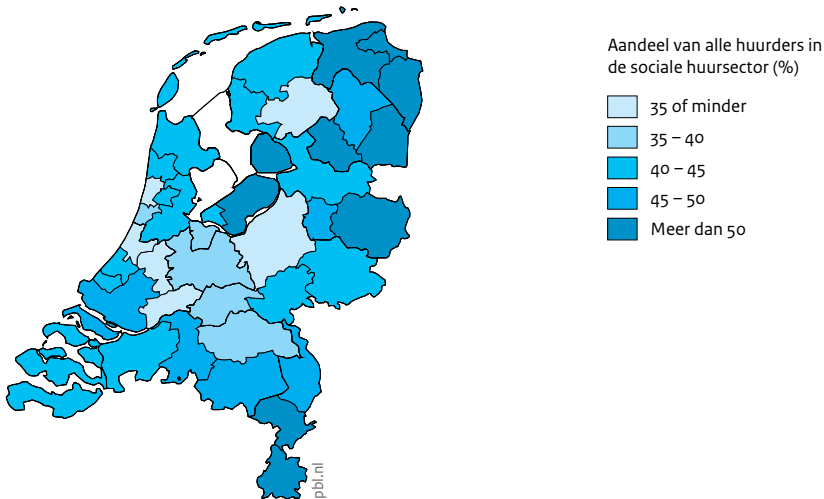 Aandeel van alle huurders in
de sociale huursector (%)
35 of minder
35 – 40
40 – 45
45 – 50
Meer dan 50
pbl.nl